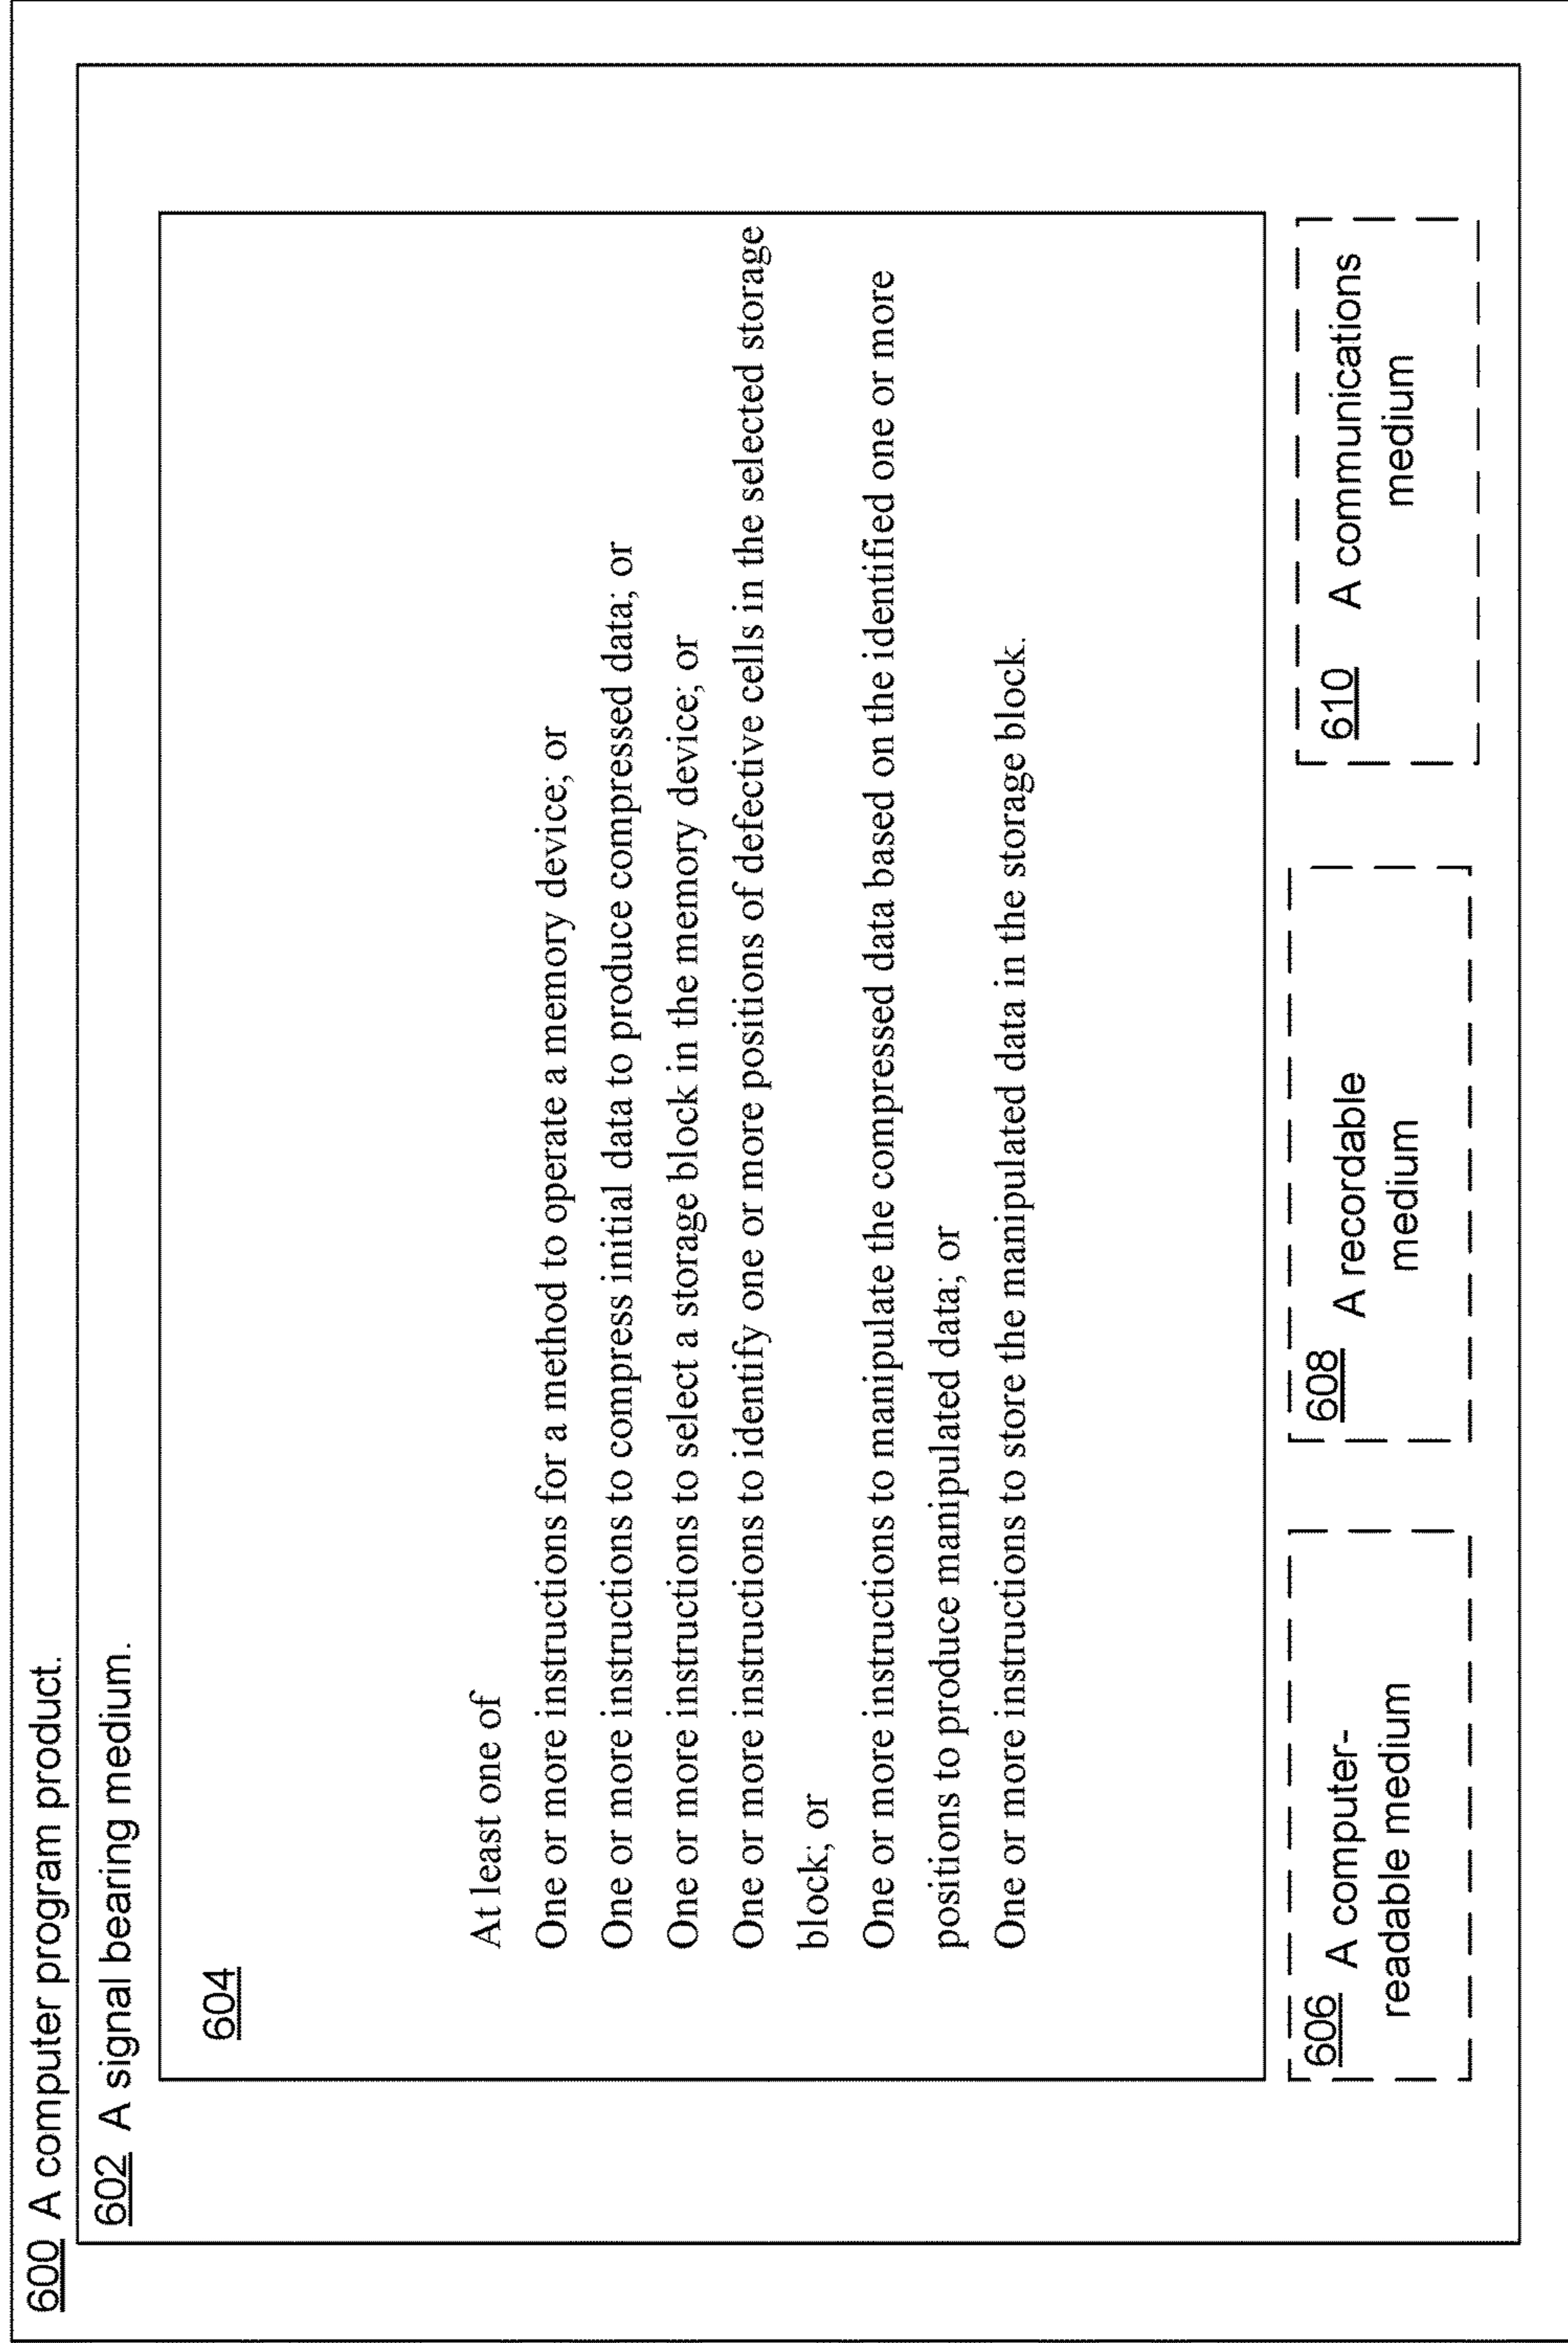 600 A computer program product.
602 A signal bearing medium.
604
At least one of
One or more instructions for a method to operate a memory device; or
One or more instructions to compress initial data to produce compressed data; or
One or more instructions to select a storage block in the memory device; or
One or more instructions to identify one or more positions of defective cells in the selected storage
block; or
One or more instructions to manipulate the compressed data based on the identified one or more
positions to produce manipulated data; or
One or more instructions to store the manipulated data in the storage block.
606 A computer-
readable medium
608 A recordable
medium
610 A communications
medium